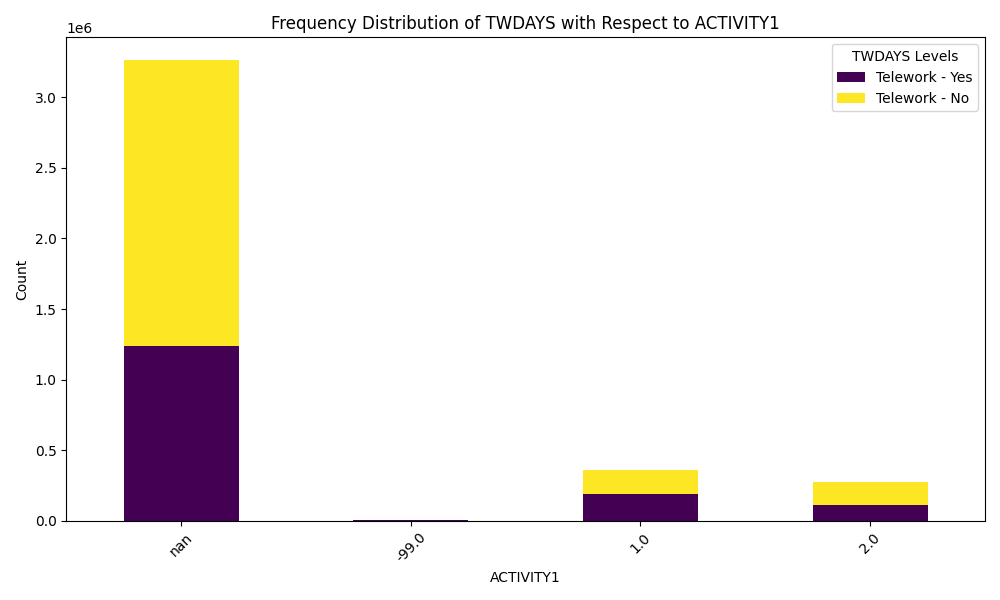 Frequency Distribution of TWDAYS with Respect to ACTIVITY1
1e6
TWDAYS Levels
Telework - Yes
Telework - No
3.0
2.5
2.0
1.5
1.0
0.5
0.0
Count
nan
-99.0
1.0
2.0
ACTIVITY1